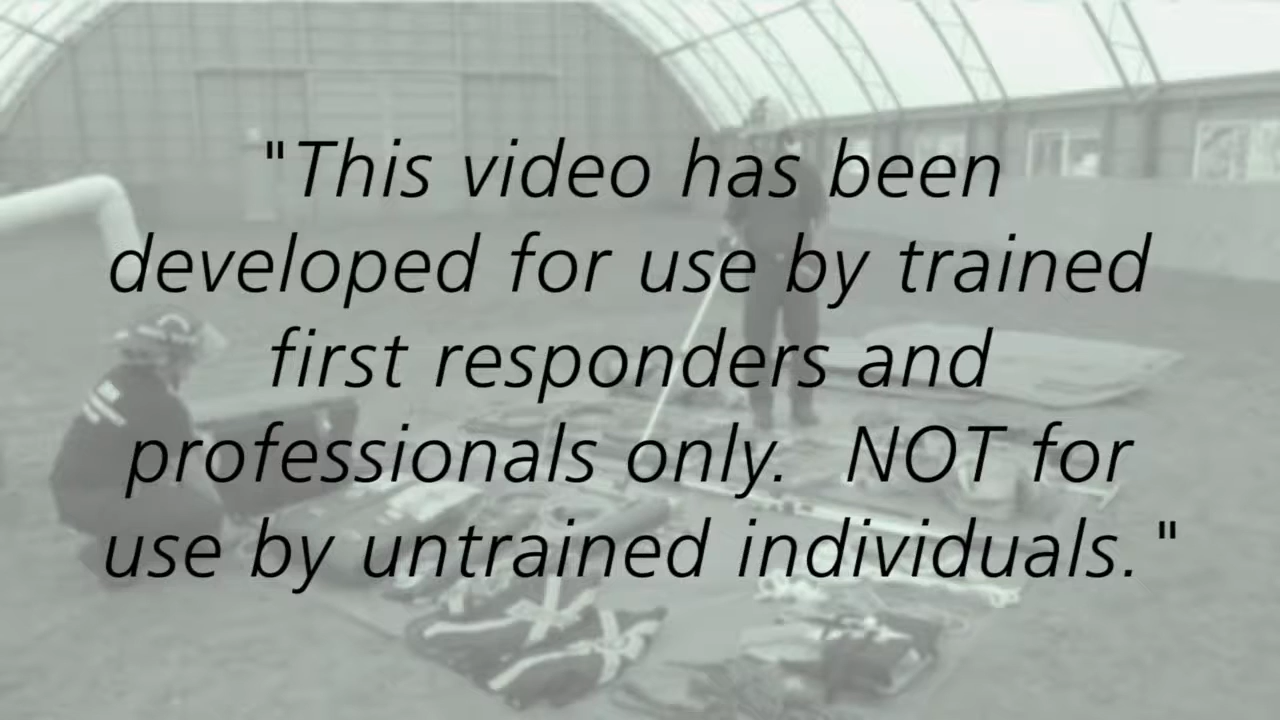 "This video has been
developed for use by trained
first responders and
professionals only.  NOT for
use by untrained individuals."